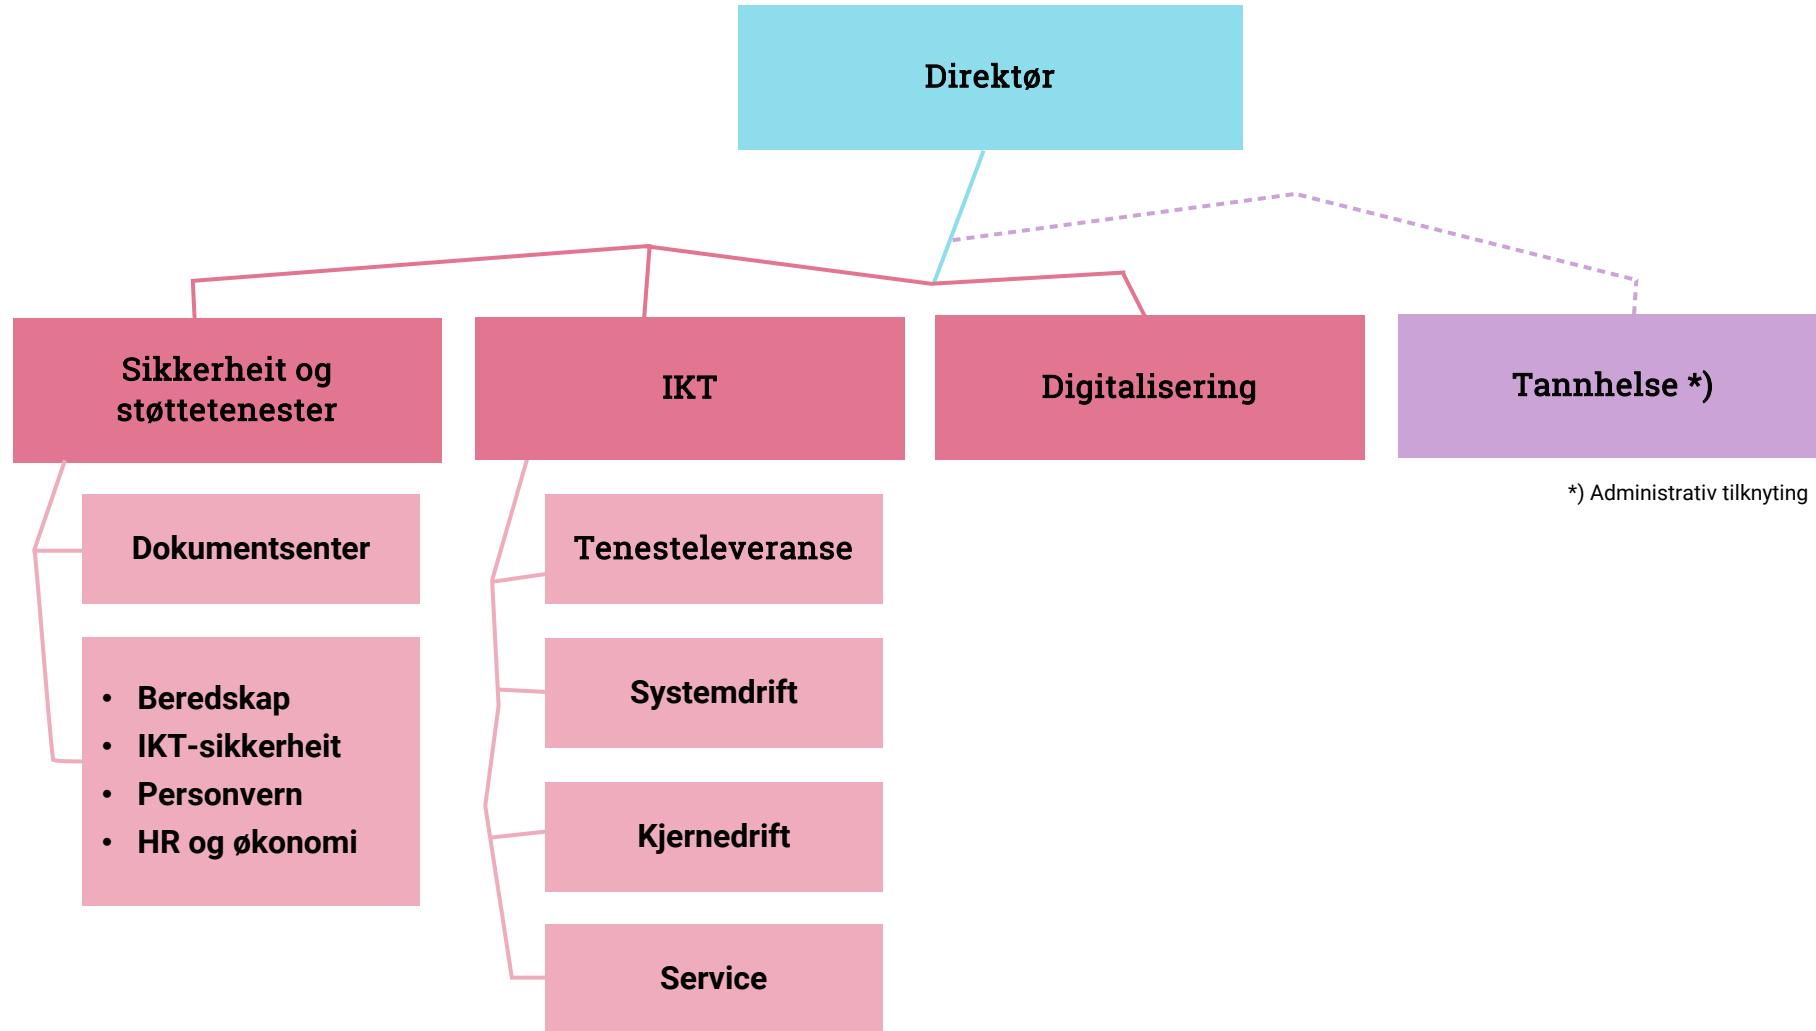 Direktør
Sikkerheit og
støttetenester
IKT
Digitalisering
Tannhelse *)
*) Administrativ tilknyting
Dokumentsenter
• Beredskap
• IKT-sikkerheit
• Personvern
• HR og økonomi
Tenesteleveranse
Systemdrift
Kjernedrift
Service